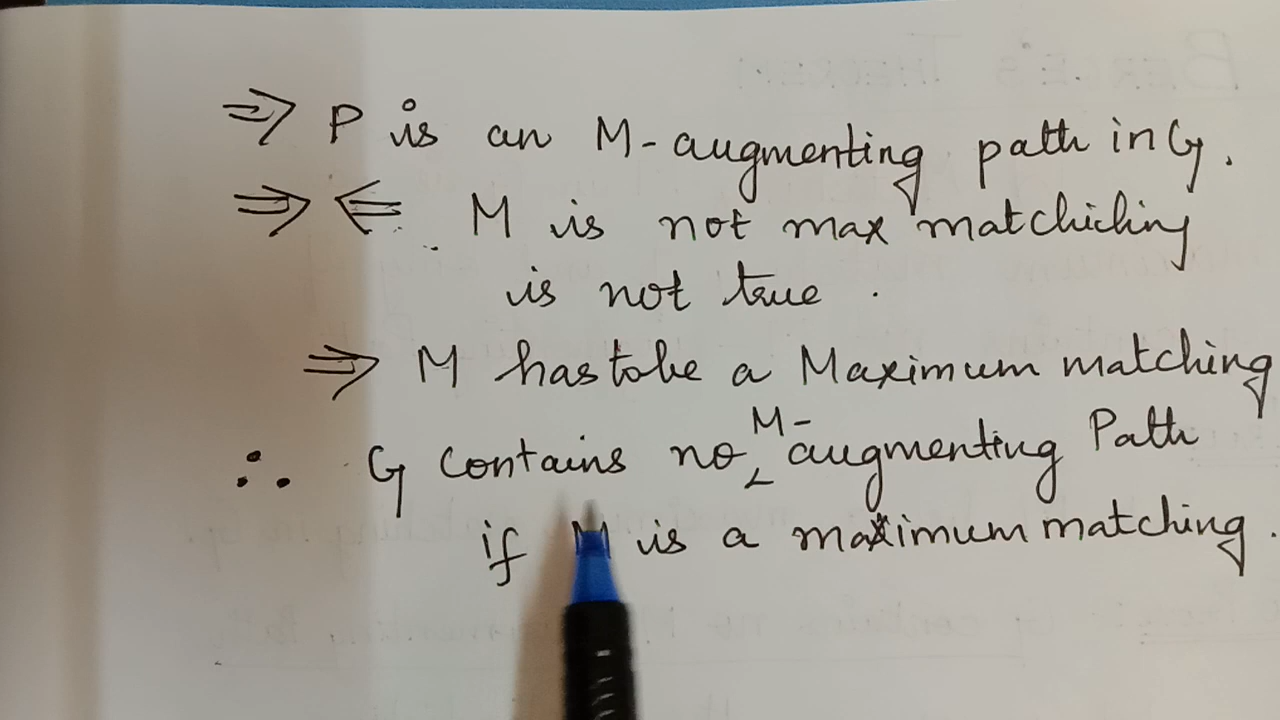 ⇒ P is an M-augmenting path in G.
⇒⇐ M is not max matchiching
is not true.
⇒ M has to be a Maximum matching
∴ G contains no M-augmenting Path
if M is a maximum matching.